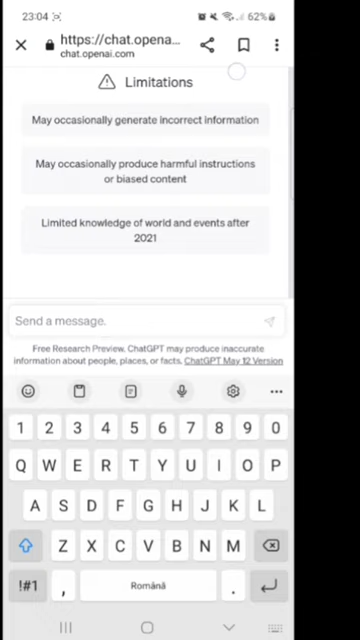 23:04
62%
https://chat.opena...
chat.openai.com
Limitations
May occasionally generate incorrect information
May occasionally produce harmful instructions
or biased content
Limited knowledge of world and events after
2021
Send a message.
Free Research Preview. ChatGPT may produce inaccurate
information about people, places, or facts. ChatGPT May 12 Version
1 2 3 4 5 6 7 8 9 0
Q W E R T Y U I O P
A S D F G H J K L
Z X C V B N M
!#1 , Română .